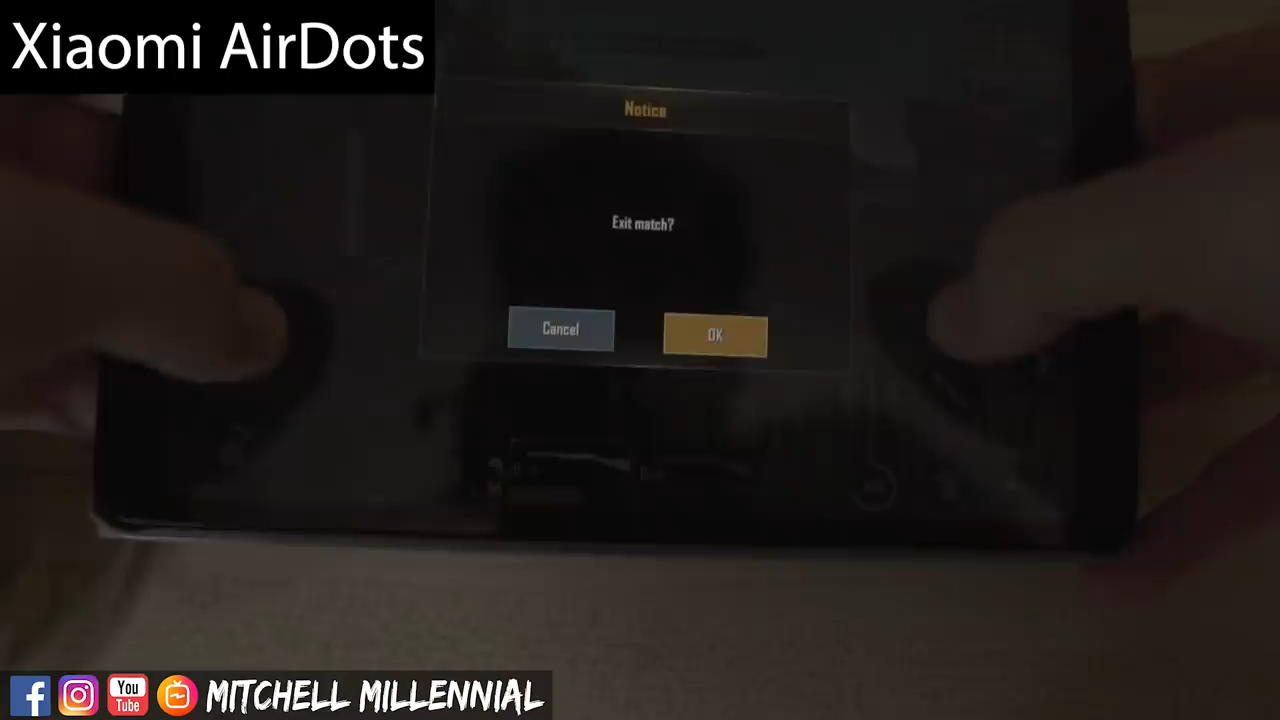 Xiaomi AirDots
Notice
Exit match?
Cancel
OK
You
Tube
MITCHELL MILLENNIAL